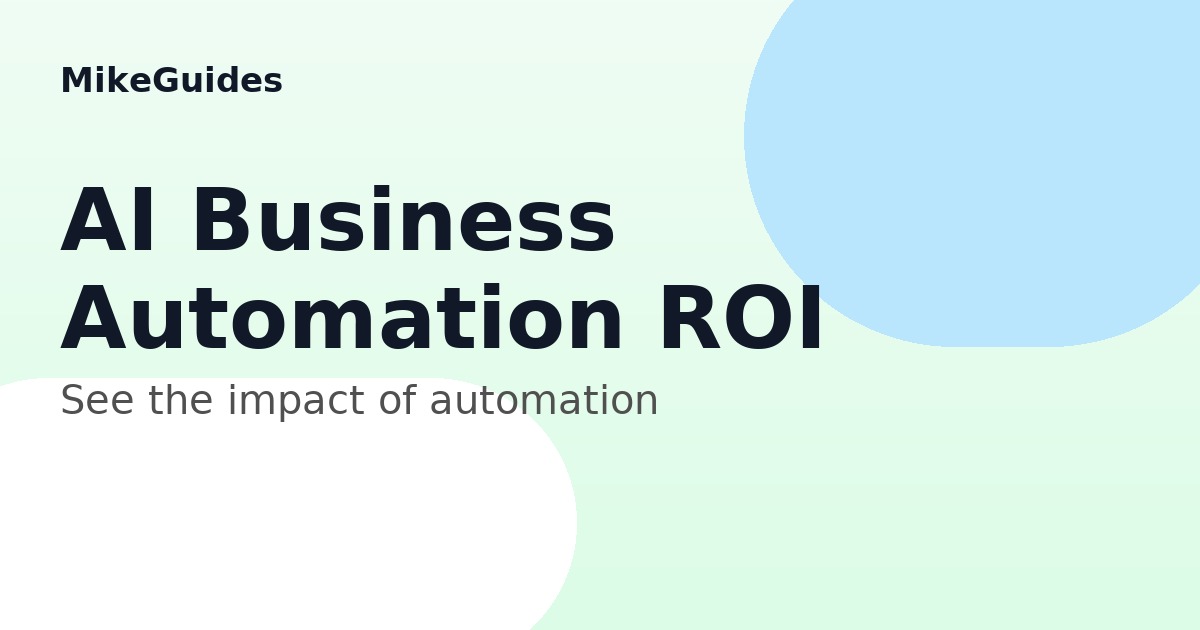 MikeGuides
AI Business
Automation ROI
See the impact of automation